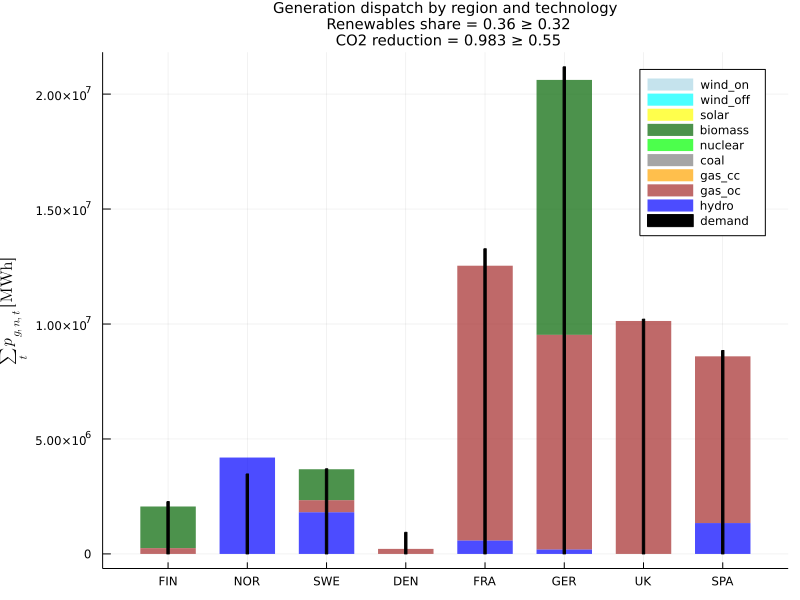 Generation dispatch by region and technology
Renewables share = 0.36 ≥ 0.32
CO2 reduction = 0.983 ≥ 0.55
∑_t p_{g,n,t} [MWh]
2.00×10⁷
1.50×10⁷
1.00×10⁷
5.00×10⁶
0
wind_on
wind_off
solar
biomass
nuclear
coal
gas_cc
gas_oc
hydro
demand
FIN NOR SWE DEN FRA GER UK SPA